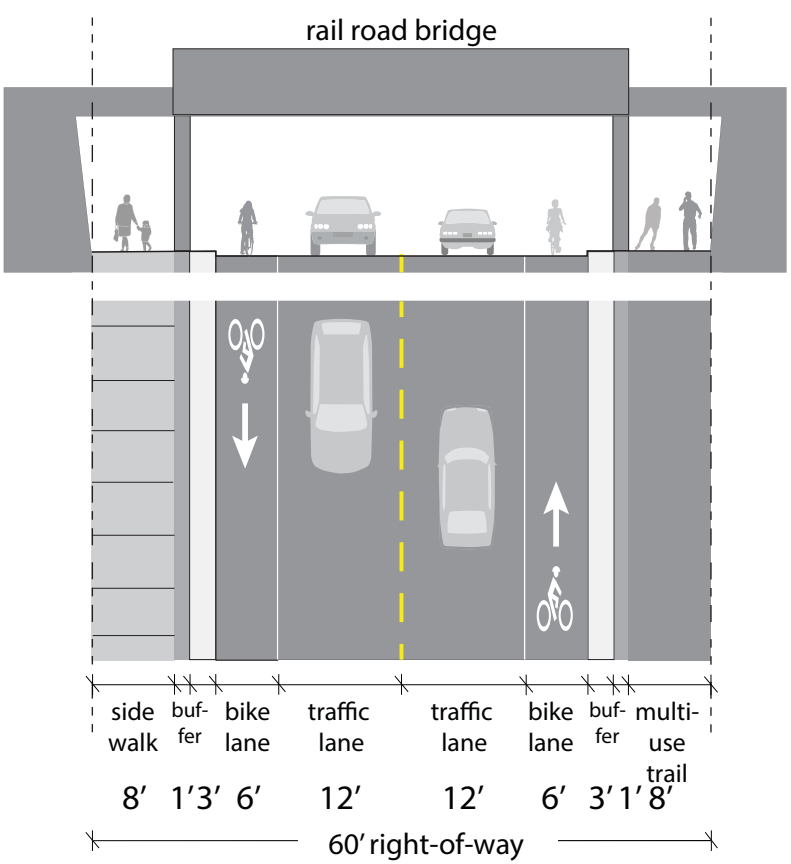 rail road bridge
side walk
buf-
fer
bike lane
traffic lane
traffic lane
bike lane
buf-
fer
multi-
use
trail
8’ 1’ 3’ 6’ 12’ 12’ 6’ 3’ 1’ 8’
60’ right-of-way